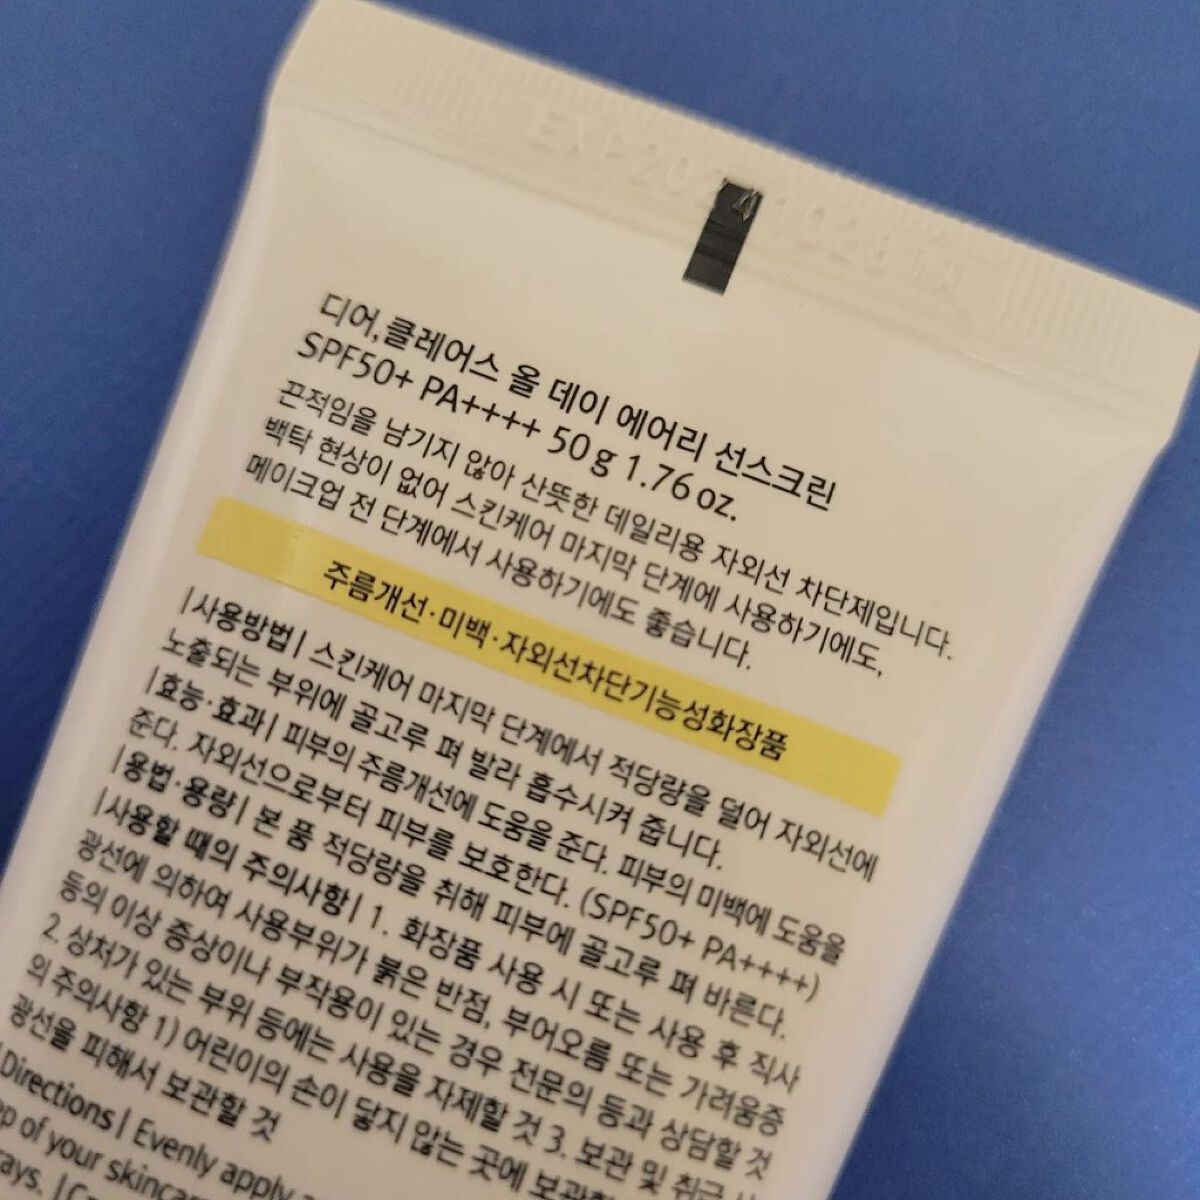 디어,클레어스 올 데이 에어리 선스크린
SPF50+ PA++++ 50g 1.76oz.
끈적임을 남기지 않아 산뜻한 데일리용 자외선 차단제입니다.
백탁 현상이 없어 스킨케어 마지막 단계에 사용하기에도,
메이크업 전 단계에서 사용하기에도 좋습니다.
주름개선·미백·자외선차단기능성화장품
|사용방법| 스킨케어 마지막 단계에서 적당량을 덜어 자외선에
노출되는 부위에 골고루 펴 발라 흡수시켜 줍니다.
|효능·효과| 피부의 주름개선에 도움을 준다. 피부의 미백에 도움을
준다. 자외선으로부터 피부를 보호한다. (SPF50+ PA++++)
|용법·용량| 본 품 적당량을 취해 피부에 골고루 펴 바른다.
|사용할 때의 주의사항| 1. 화장품 사용 시 또는 사용 후 직사
광선에 의하여 사용부위가 붉은 반점, 부어오름 또는 가려움증
등의 이상 증상이나 부작용이 있는 경우 전문의 등과 상담할 것
2. 상처가 있는 부위 등에는 사용을 자제할 것 3. 보관 및 취급
의 주의사항 1) 어린이의 손이 닿지 않는 곳에
광선을 피해서 보관할 것
|Directions| Evenly apply
of your